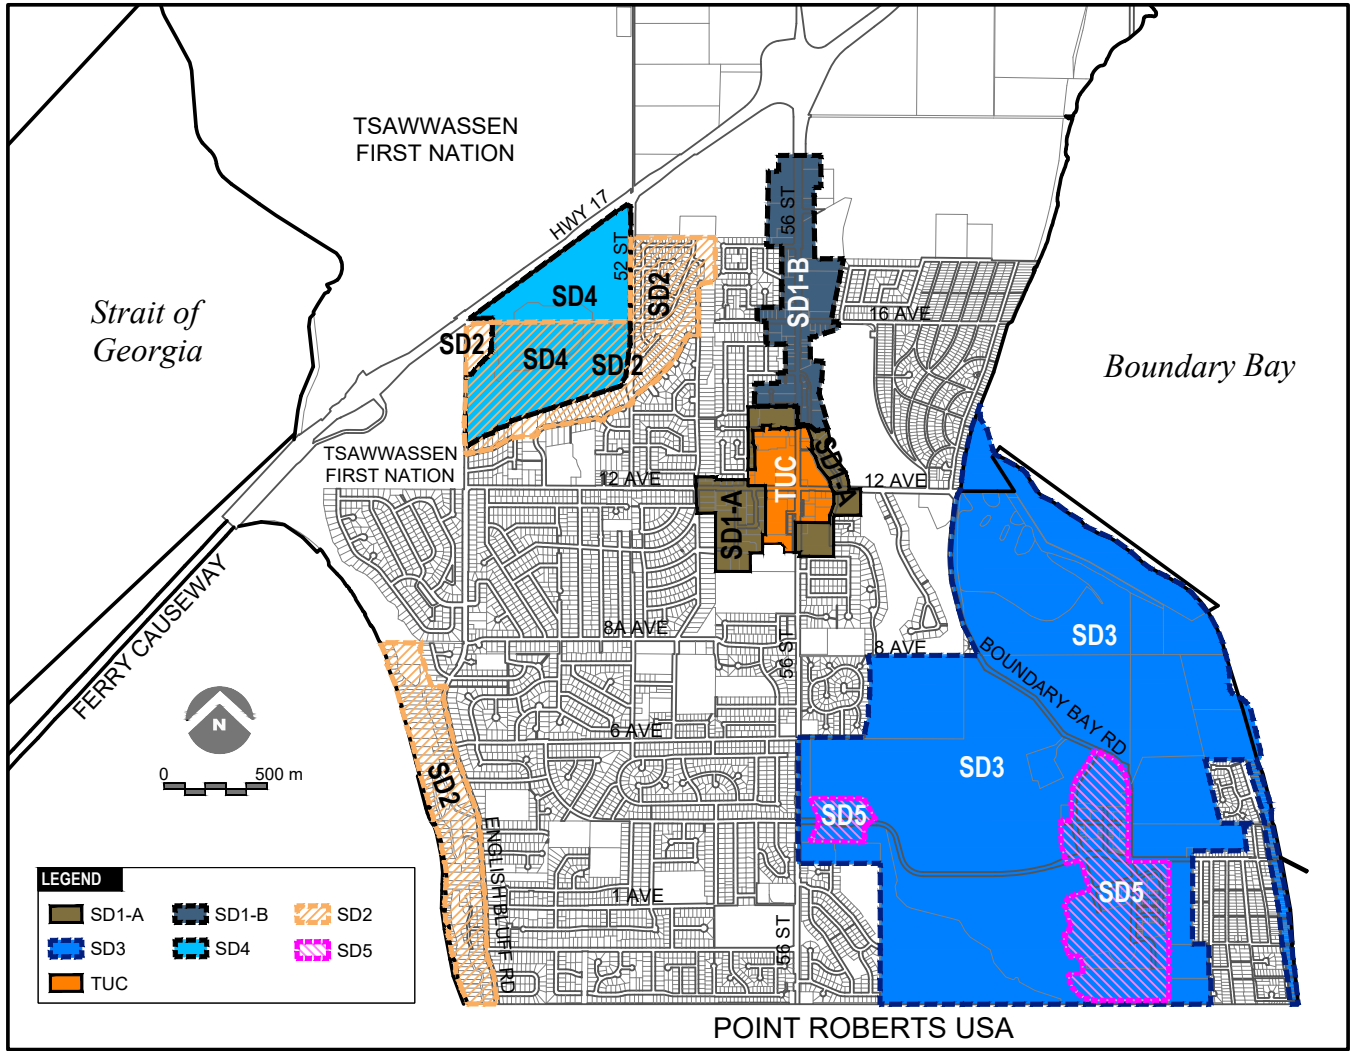 TSAWWASSEN
FIRST NATION
HWY 17
52 ST
56 ST
SD1-B
SD2
SD4
16 AVE
Strait of
Georgia
SD2
SD4
SD2
Boundary Bay
TSAWWASSEN
FIRST NATION
12 AVE
TUC
SD1-A
12 AVE
SD1-A
FERRY CAUSEWAY
8A AVE
56 ST
8 AVE
SD3
BOUNDARY BAY RD
N
6 AVE
0 500 m
SD2
SD3
SD5
ENGLISH BLUFF RD
1 AVE
SD5
56 ST
LEGEND
SD1-A SD1-B SD2
SD3 SD4 SD5
TUC
POINT ROBERTS USA